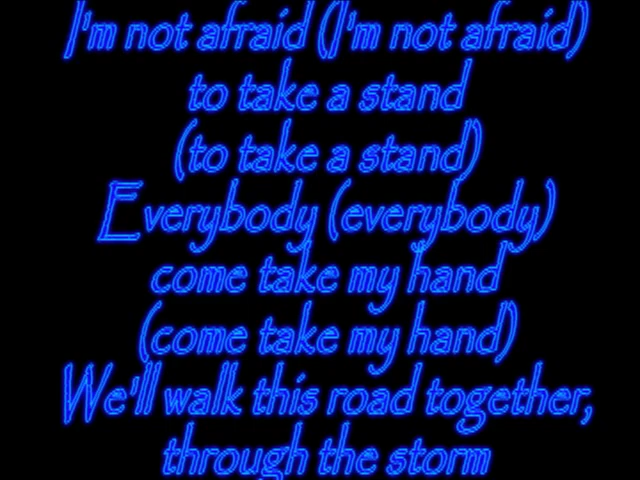 I'm not afraid (I'm not afraid)
to take a stand
(to take a stand)
Everybody (everybody)
come take my hand
(come take my hand)
We'll walk this road together,
through the storm